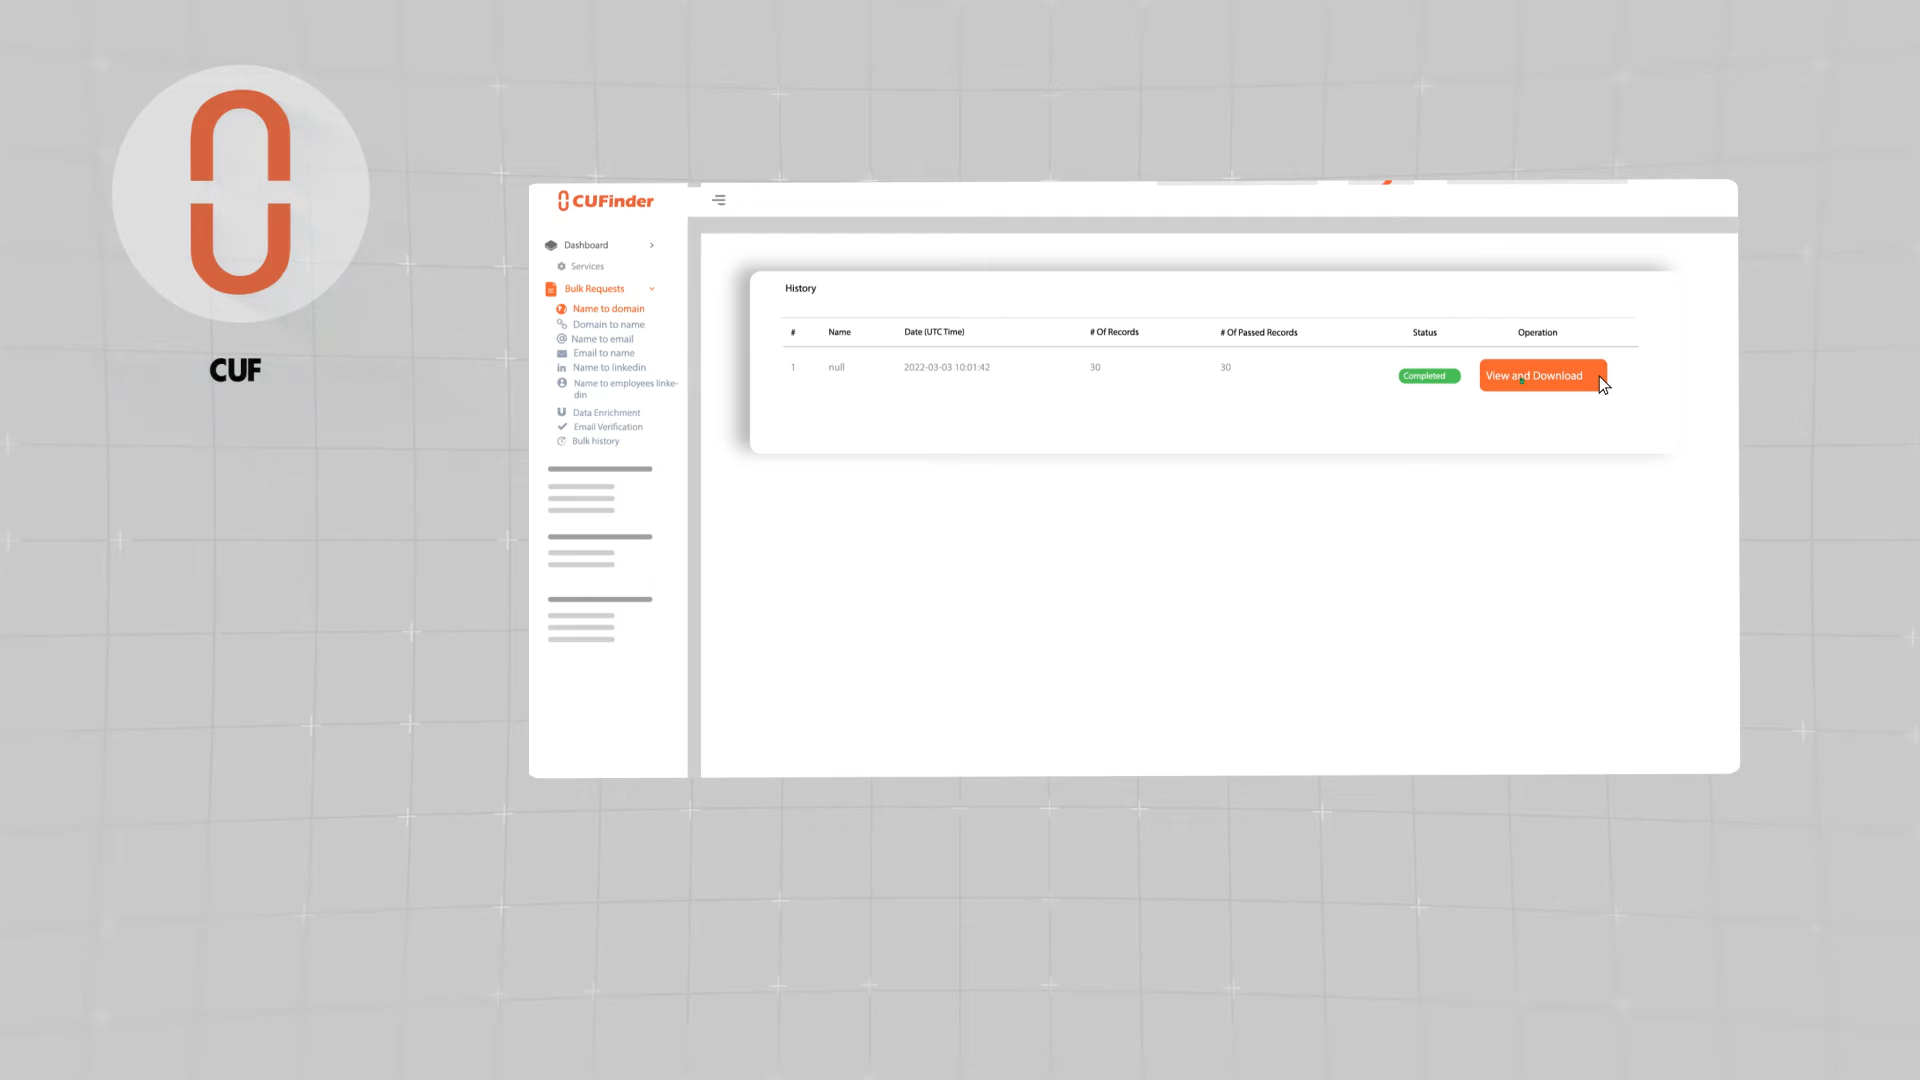 CUF
CUFinder
Dashboard
Services
Bulk Requests
Name to domain
Domain to name
Name to email
Email to name
Name to linkedin
Name to employees linke-
din
Data Enrichment
Email Verification
Bulk history
History
# Name Date (UTC Time) # Of Records # Of Passed Records Status Operation
1 null 2022-03-03 10:01:42 30 30 Completed View and Download